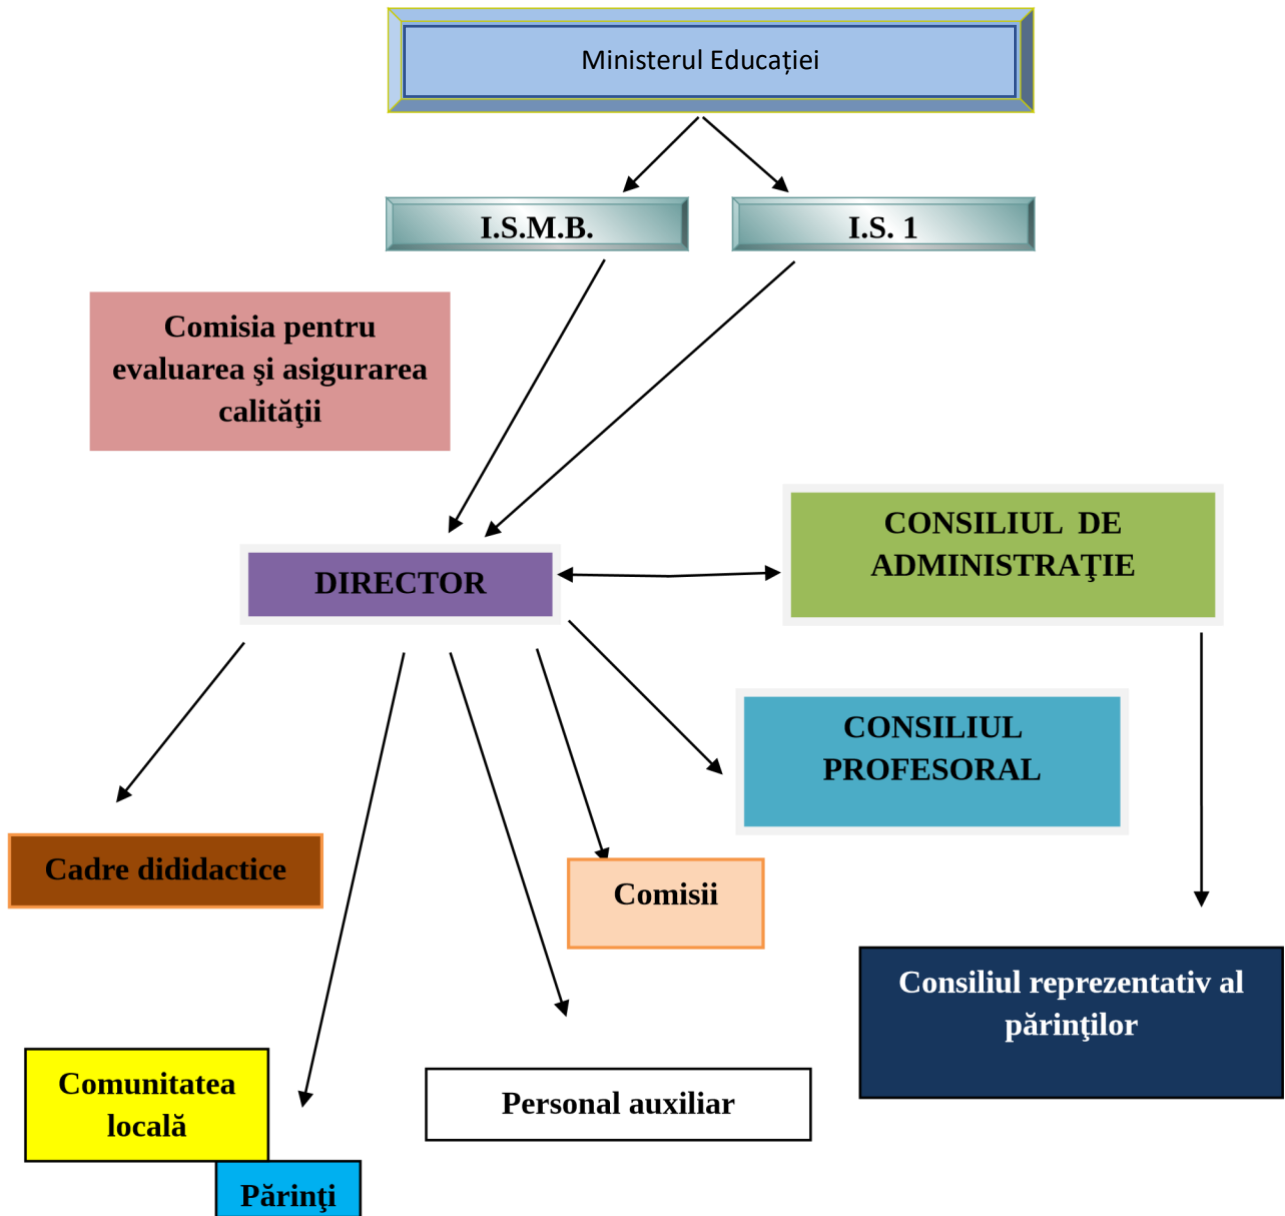 Ministerul Educației
I.S.M.B.
I.S. 1
Comisia pentru
evaluarea şi asigurarea
calităţii
CONSILIUL DE
ADMINISTRAŢIE
DIRECTOR
CONSILIUL
PROFESORAL
Cadre dididactice
Comisii
Consiliul reprezentativ al
părinţilor
Comunitatea
locală
Personal auxiliar
Părinţi